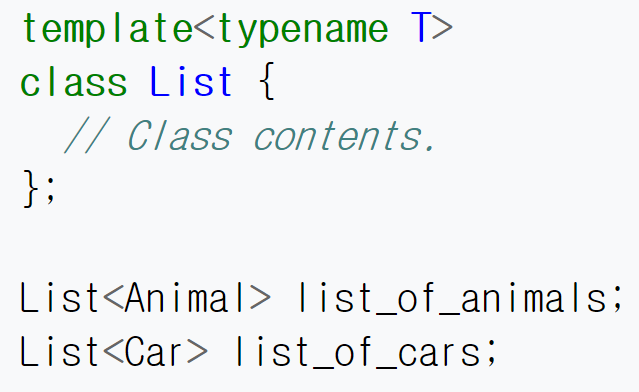 template<typename T>
class List {
  // Class contents.
};

List<Animal> list_of_animals;
List<Car> list_of_cars;